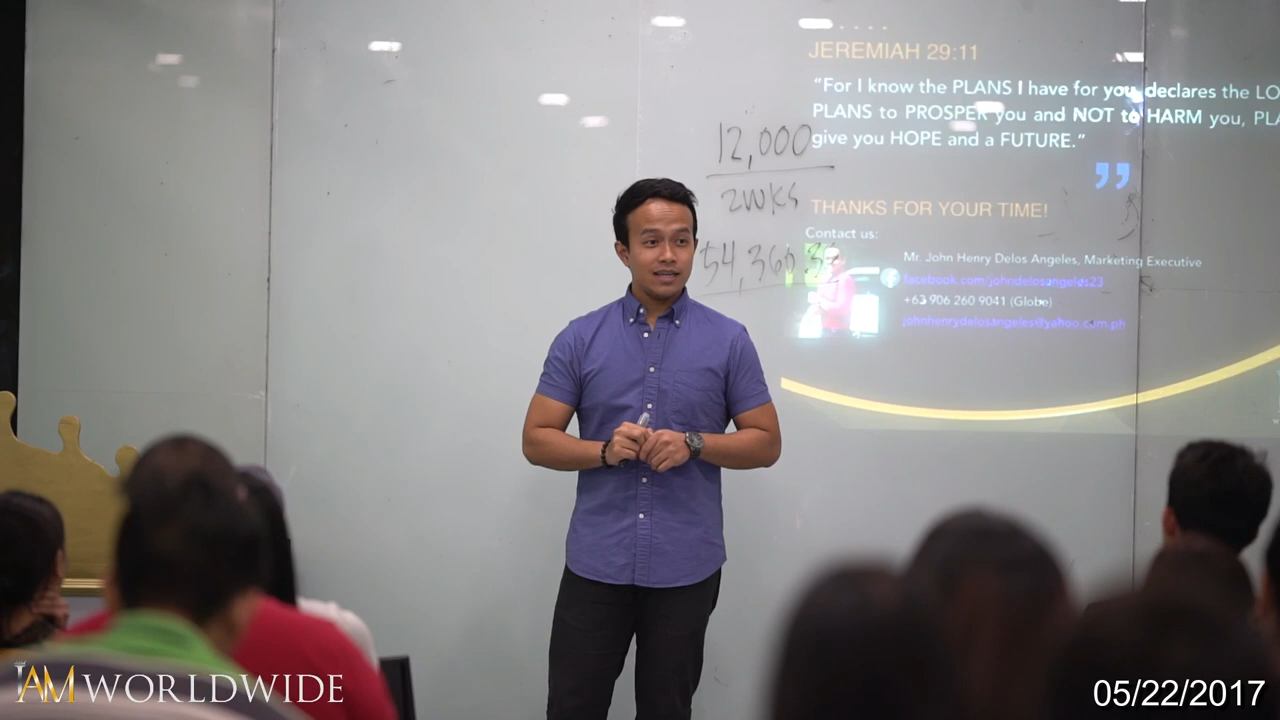 JEREMIAH 29:11
“For I know the PLANS I have for you, declares the LO
PLANS to PROSPER you and NOT to HARM you, PLA
give you HOPE and a FUTURE.”
12,000
2WKS
THANKS FOR YOUR TIME!
Contact us:
Mr. John Henry Delos Angeles, Marketing Executive
facebook.com/johndelosangeles23
+63 906 260 9041 (Globe)
johnhenrydelosangeles@yahoo.com.ph
IAMWORLDWIDE
05/22/2017